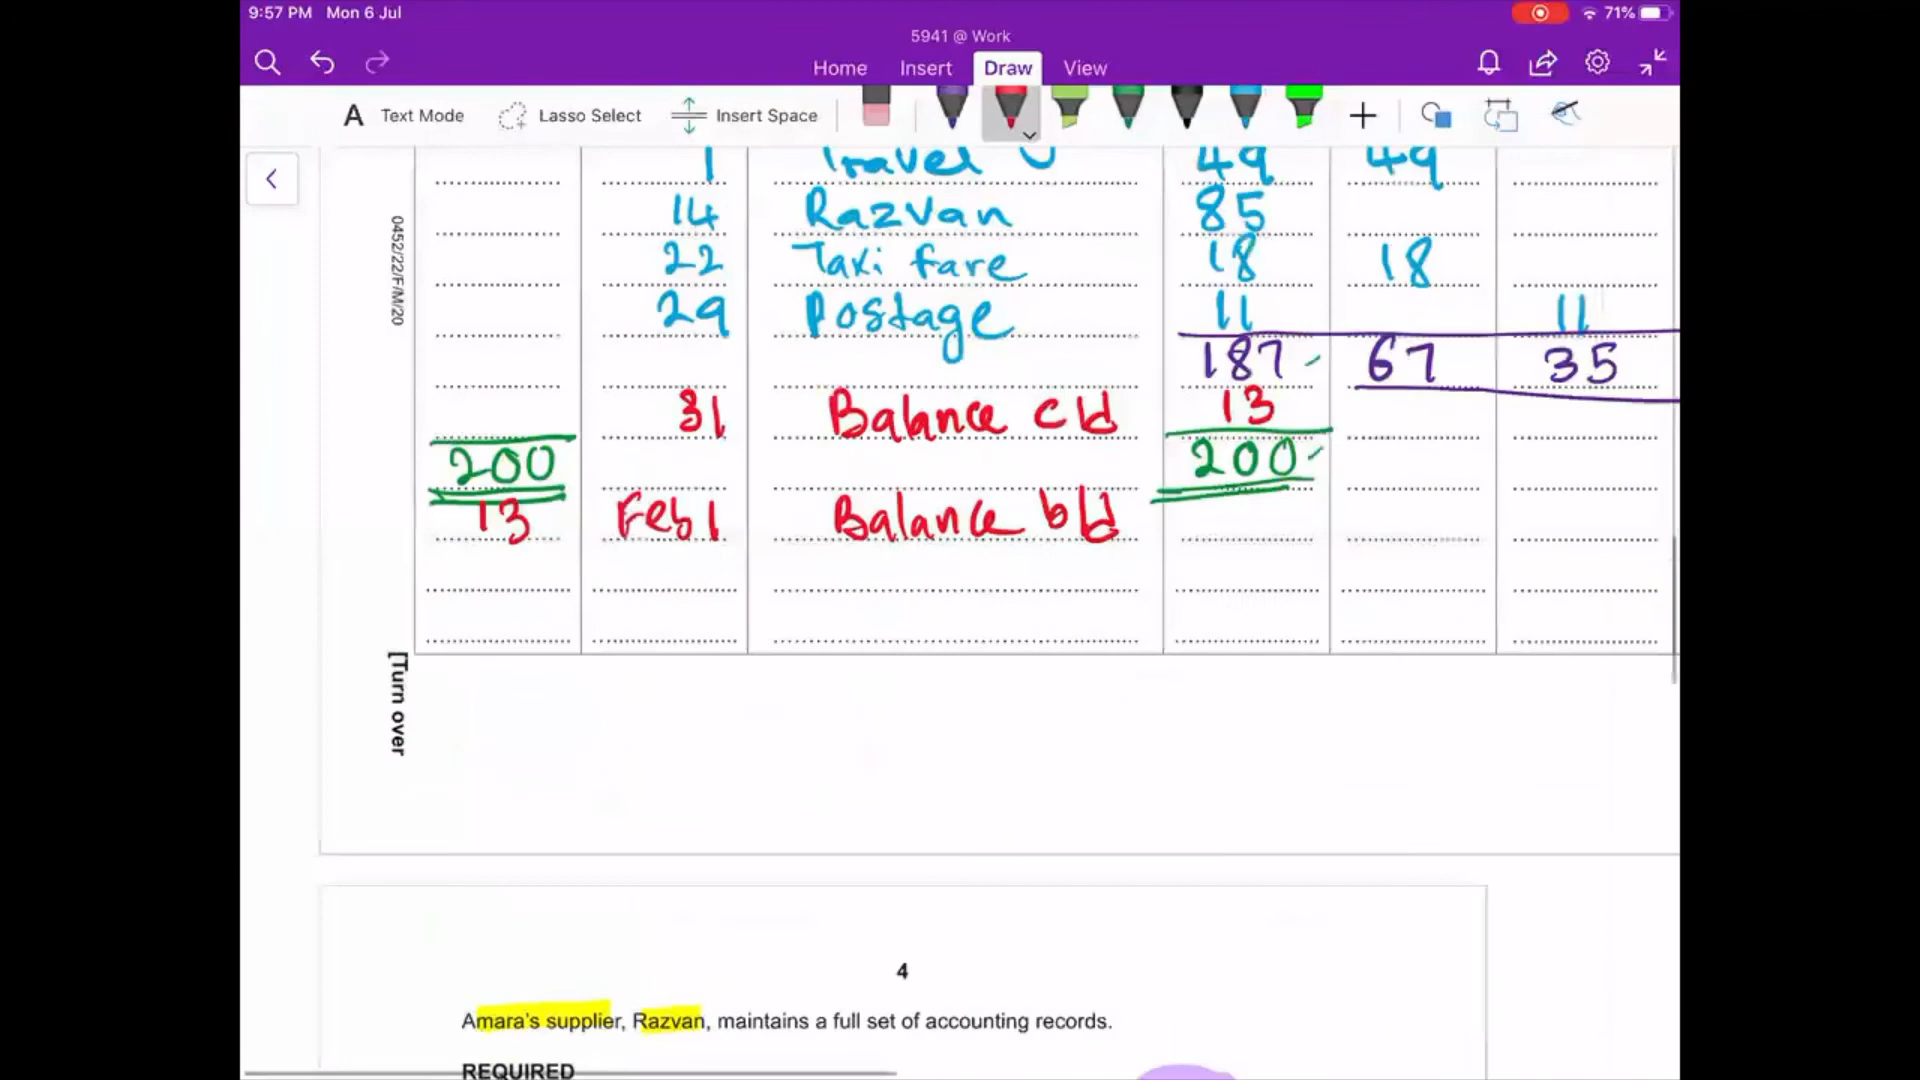 9:57 PM Mon 6 Jul 71%
5941 @ Work
Home Insert Draw View
A Text Mode Lasso Select Insert Space
1 Travel 49 49
14 Razvan 85
22 Taxi fare 18 18
29 Postage 11 11
187 67 35
31 Balance c/d 13
200 200
13 Feb 1 Balance b/d
0452/22/F/M/20
[Turn over
4
Amara's supplier, Razvan, maintains a full set of accounting records.
REQUIRED